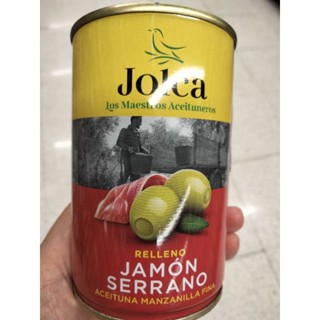 Jolca
Los Maestros Aceituneros
RELLENO
JAMÓN
SERRANO
ACEITUNA MANZANILLA FINA